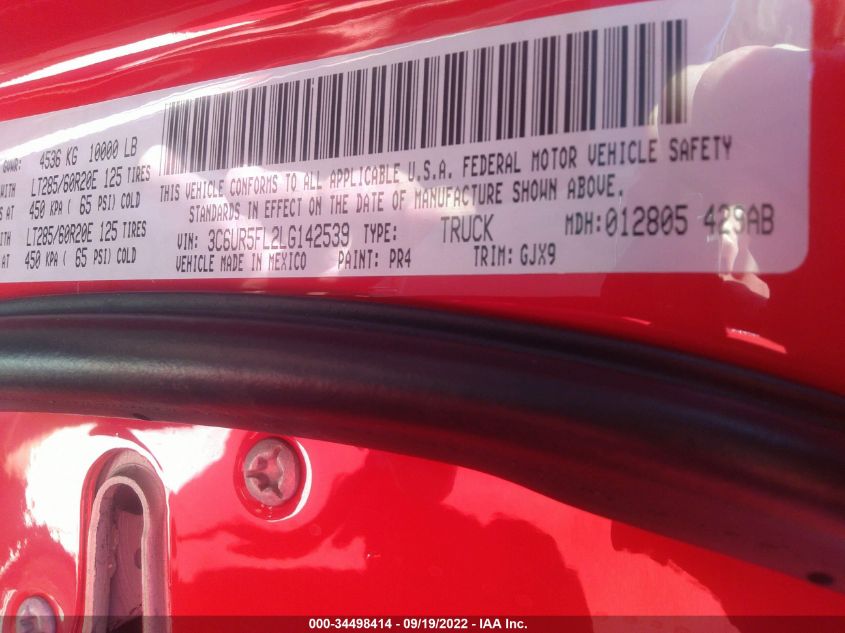 GVWR: 4536 KG 10000 LB
WITH LT285/60R20E 125 TIRES
AT 450 KPA ( 65 PSI) COLD
WITH LT285/60R20E 125 TIRES
AT 450 KPA ( 65 PSI) COLD
THIS VEHICLE CONFORMS TO ALL APPLICABLE U.S.A. FEDERAL MOTOR VEHICLE SAFETY
STANDARDS IN EFFECT ON THE DATE OF MANUFACTURE SHOWN ABOVE.
VIN: 3C6UR5FL2LG142539 TYPE: TRUCK MDH:012805 429AB
VEHICLE MADE IN MEXICO PAINT: PR4 TRIM: GJX9
000-34498414 - 09/19/2022 - IAA Inc.